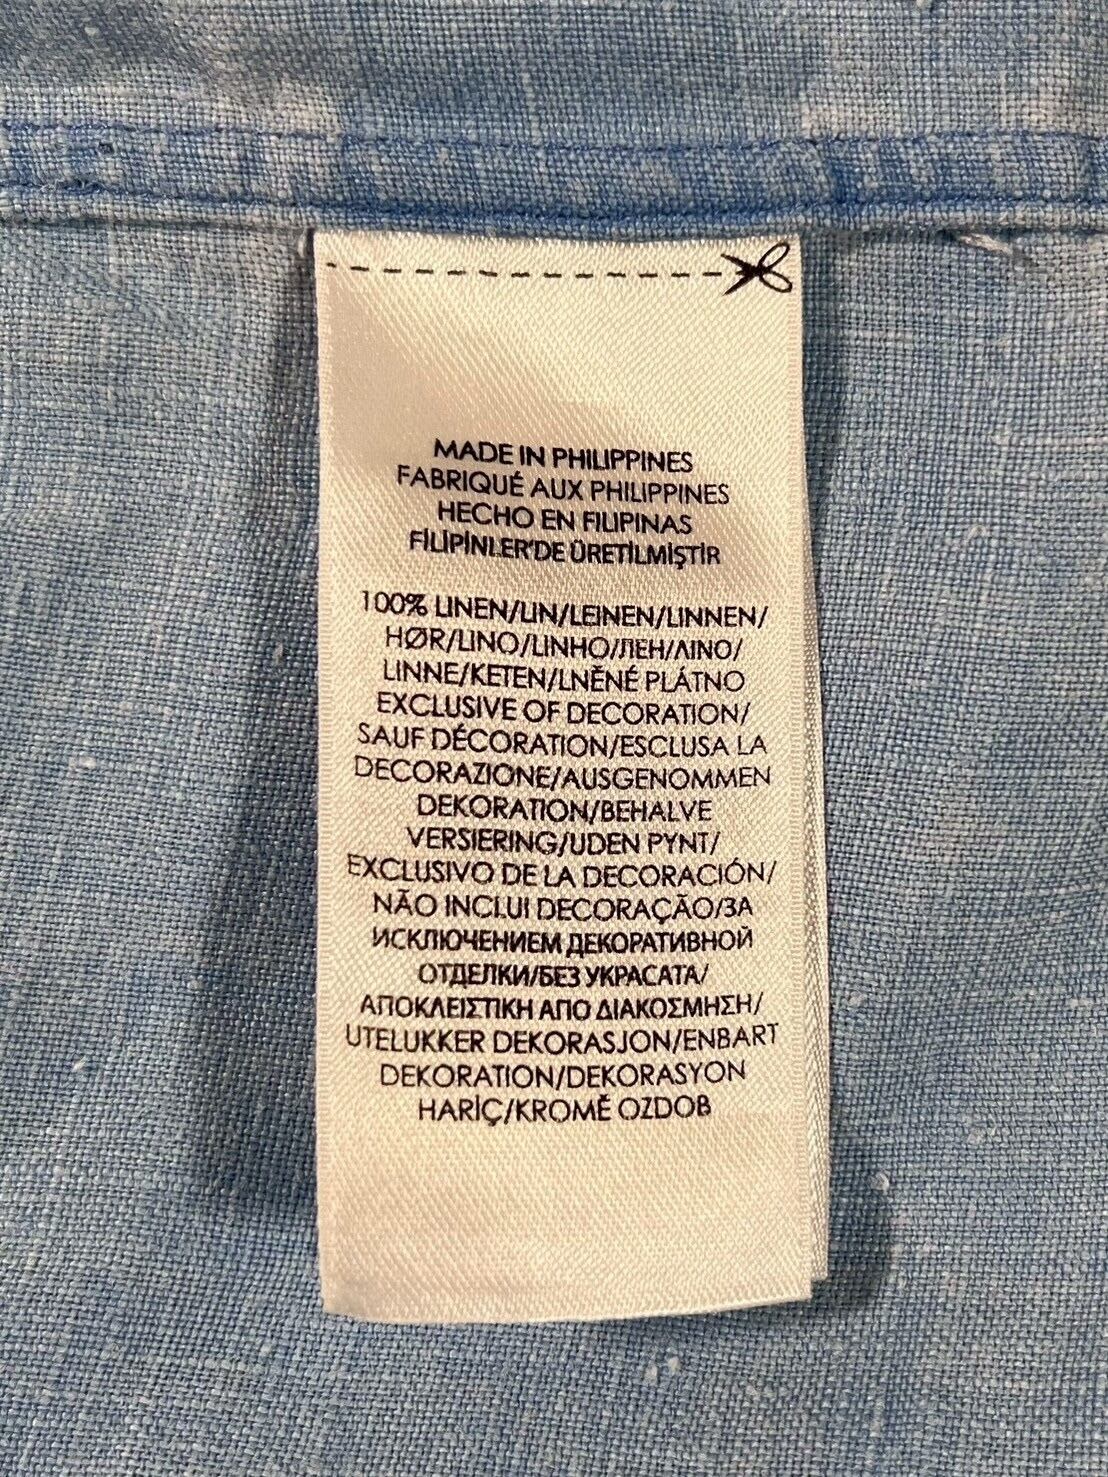 MADE IN PHILIPPINES
FABRIQUÉ AUX PHILIPPINES
HECHO EN FILIPINAS
FİLİPİNLER'DE ÜRETİLMİŞTİR
100% LINEN/LIN/LEINEN/LINNEN/
HØR/LINO/LINHO/ЛЕН/ΛΙΝΟ/
LINNE/KETEN/LNĚNÉ PLÁTNO
EXCLUSIVE OF DECORATION/
SAUF DÉCORATION/ESCLUSA LA
DECORAZIONE/AUSGENOMMEN
DEKORATION/BEHALVE
VERSIERING/UDEN PYNT/
EXCLUSIVO DE LA DECORACIÓN/
NÃO INCLUI DECORAÇÃO/ЗА
ИСКЛЮЧЕНИЕМ ДЕКОРАТИВНОЙ
ОТДЕЛКИ/БЕЗ УКРАСАТА/
ΑΠΟΚΛΕΙΣΤΙΚΗ ΑΠΟ ΔΙΑΚΟΣΜΗΣΗ/
UTELUKKER DEKORASJON/ENBART
DEKORATION/DEKORASYON
HARİÇ/KROMĚ OZDOB